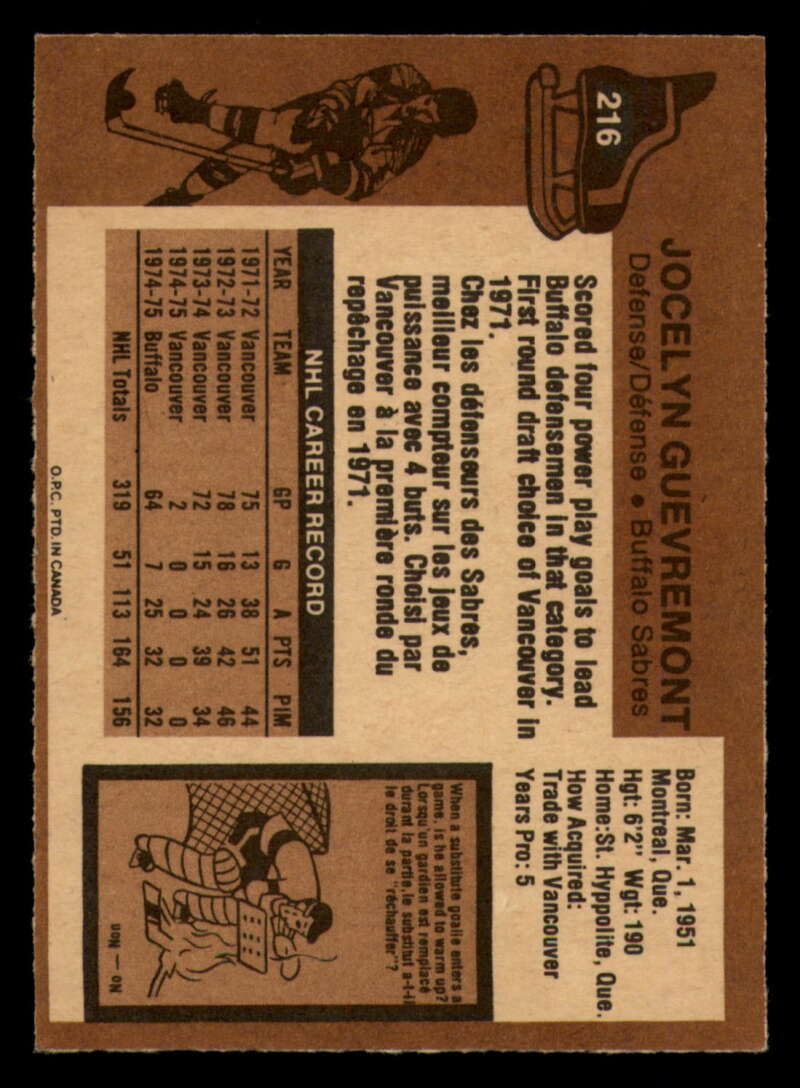 216
JOCELYN GUEVREMONT
Defense/Défense • Buffalo Sabres
Born: Mar. 1, 1951
Montreal, Que.
Hgt: 6'2" Wgt: 190
Home:St. Hyppolite, Que.
How Acquired:
Trade with Vancouver
Years Pro: 5
Scored four power play goals to lead
Buffalo defensemen in that category.
First round draft choice of Vancouver in
1971.
Chez les défenseurs des Sabres,
meilleur compteur sur les jeux de
puissance avec 4 buts. Choisi par
Vancouver à la première ronde du
repêchage en 1971.
NHL CAREER RECORD
YEAR TEAM GP G A PTS PIM
1971-72 Vancouver 75 13 38 51 44
1972-73 Vancouver 78 16 26 42 46
1973-74 Vancouver 72 15 24 39 34
1974-75 Vancouver 2 0 0 0 0
1974-75 Buffalo 64 7 25 32 32
NHL Totals 319 51 113 164 156
When a substitute goalie enters a
game, is he allowed to warm up?
Lorsqu'un gardien est remplacé
durant la partie, le substitut a-t-il
le droit de se "réchauffer"?
NO — NON
O.P.C. PTD. IN CANADA